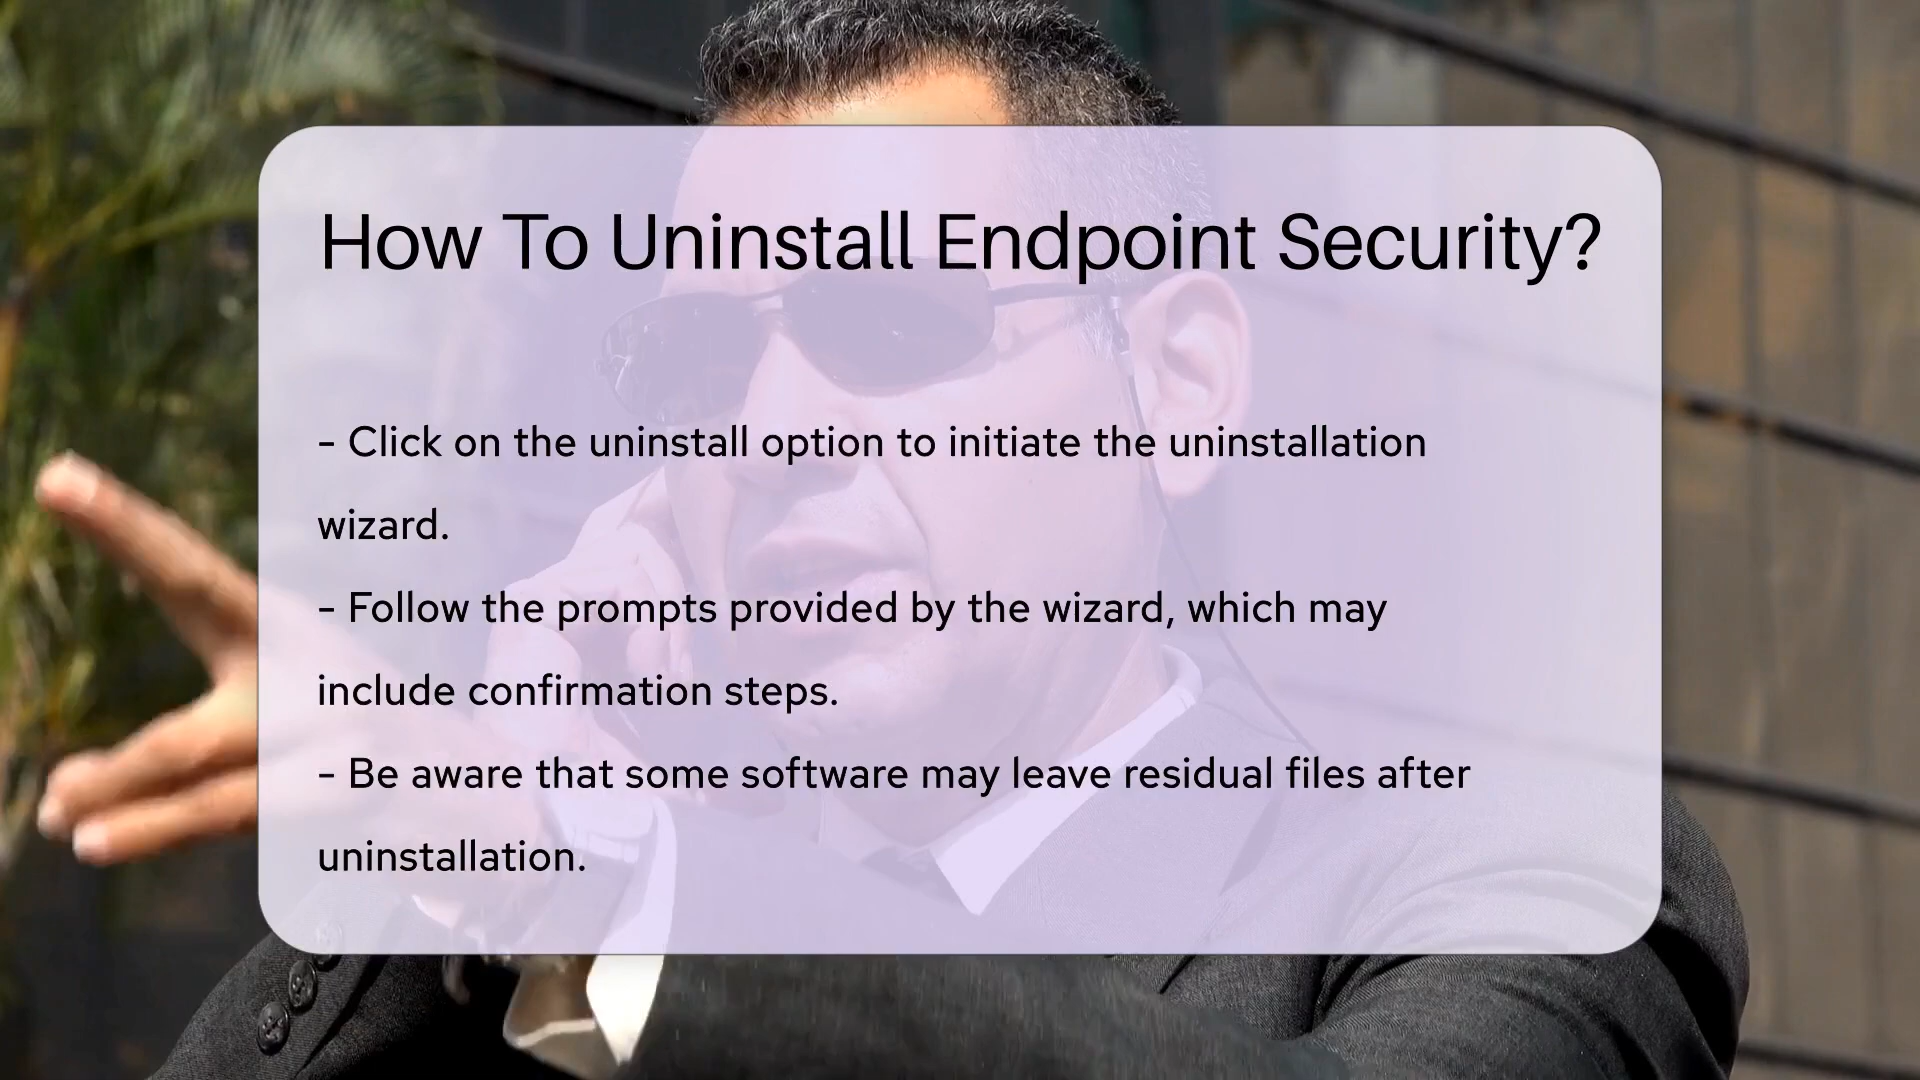 How To Uninstall Endpoint Security?
- Click on the uninstall option to initiate the uninstallation
wizard.
- Follow the prompts provided by the wizard, which may
include confirmation steps.
- Be aware that some software may leave residual files after
uninstallation.